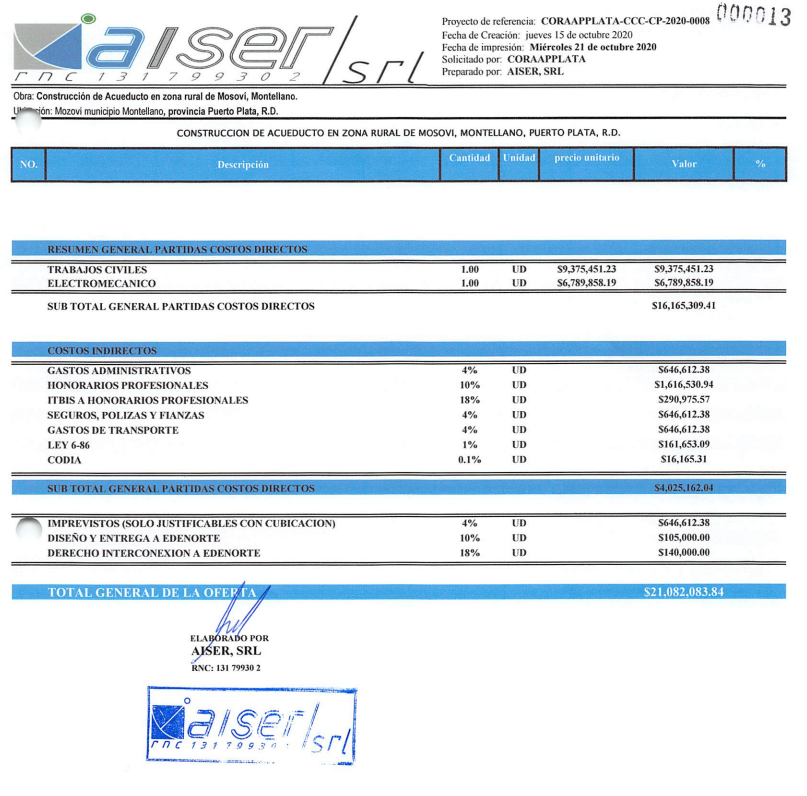 000013
aiser/srl
rnc 131799302
Proyecto de referencia: CORAAPPLATA-CCC-CP-2020-0008
Fecha de Creación: jueves 15 de octubre 2020
Fecha de impresión: Miércoles 21 de octubre 2020
Solicitado por: CORAAPPLATA
Preparado por: AISER, SRL
Obra: Construcción de Acueducto en zona rural de Mosoví, Montellano.
Mozoví municipio Montellano, provincia Puerto Plata, R.D.
CONSTRUCCION DE ACUEDUCTO EN ZONA RURAL DE MOSOVI, MONTELLANO, PUERTO PLATA, R.D.
NO. Descripción Cantidad Unidad precio unitario Valor %
RESUMEN GENERAL PARTIDAS COSTOS DIRECTOS
TRABAJOS CIVILES 1.00 UD $9,375,451.23 $9,375,451.23
ELECTROMECANICO 1.00 UD $6,789,858.19 $6,789,858.19
SUB TOTAL GENERAL PARTIDAS COSTOS DIRECTOS $16,165,309.41
COSTOS INDIRECTOS
GASTOS ADMINISTRATIVOS 4% UD $646,612.38
HONORARIOS PROFESIONALES 10% UD $1,616,530.94
ITBIS A HONORARIOS PROFESIONALES 18% UD $290,975.57
SEGUROS, POLIZAS Y FIANZAS 4% UD $646,612.38
GASTOS DE TRANSPORTE 4% UD $646,612.38
LEY 6-86 1% UD $161,653.09
CODIA 0.1% UD $16,165.31
SUB TOTAL GENERAL PARTIDAS COSTOS DIRECTOS $4,025,162.04
IMPREVISTOS (SOLO JUSTIFICABLES CON CUBICACION) 4% UD $646,612.38
DISEÑO Y ENTREGA A EDENORTE 10% UD $105,000.00
DERECHO INTERCONEXION A EDENORTE 18% UD $140,000.00
TOTAL GENERAL DE LA OFERTA $21,082,083.84
ELABORADO POR
AISER, SRL
RNC: 131 79930 2
aiser/srl
rnc 131799302